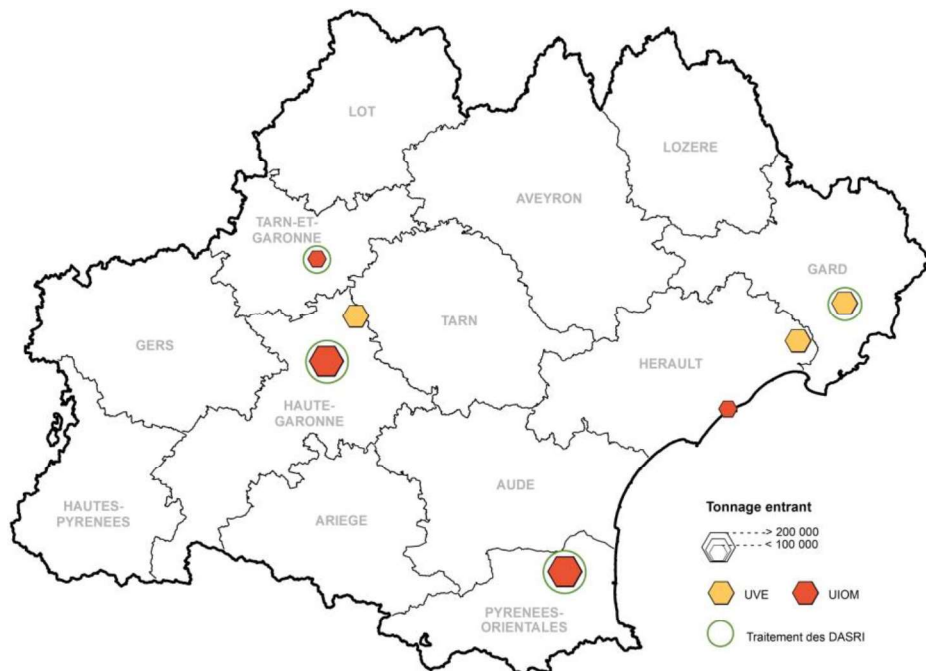 LOT
LOZERE
AVEYRON
TARN-ET-
GARONNE
GARD
TARN
GERS
HERAULT
HAUTE-
GARONNE
AUDE
HAUTES-
PYRENEES
ARIEGE
PYRENEES-
ORIENTALES
Tonnage entrant
> 200 000
< 100 000
UVE
UIOM
Traitement des DASRI